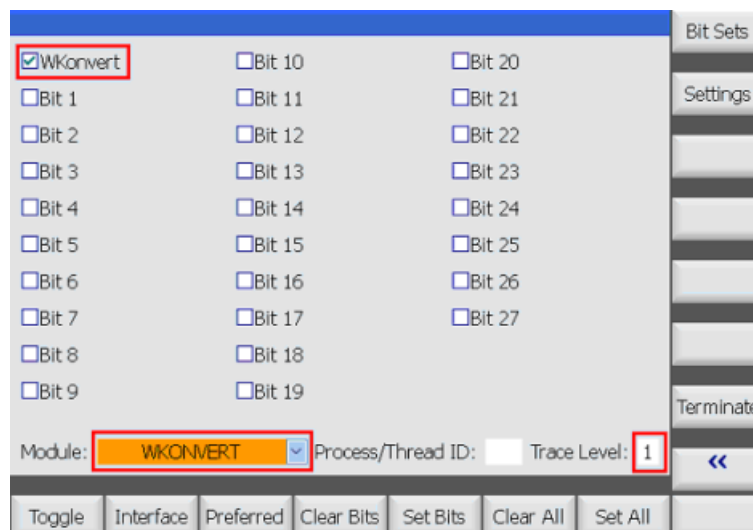 Bit Sets
WKonvert Bit 10 Bit 20
Bit 1 Bit 11 Bit 21 Settings
Bit 2 Bit 12 Bit 22
Bit 3 Bit 13 Bit 23
Bit 4 Bit 14 Bit 24
Bit 5 Bit 15 Bit 25
Bit 6 Bit 16 Bit 26
Bit 7 Bit 17 Bit 27
Bit 8 Bit 18
Bit 9 Bit 19
Terminate
Module: WKONVERT Process/Thread ID: Trace Level: 1
<<
Toggle Interface Preferred Clear Bits Set Bits Clear All Set All